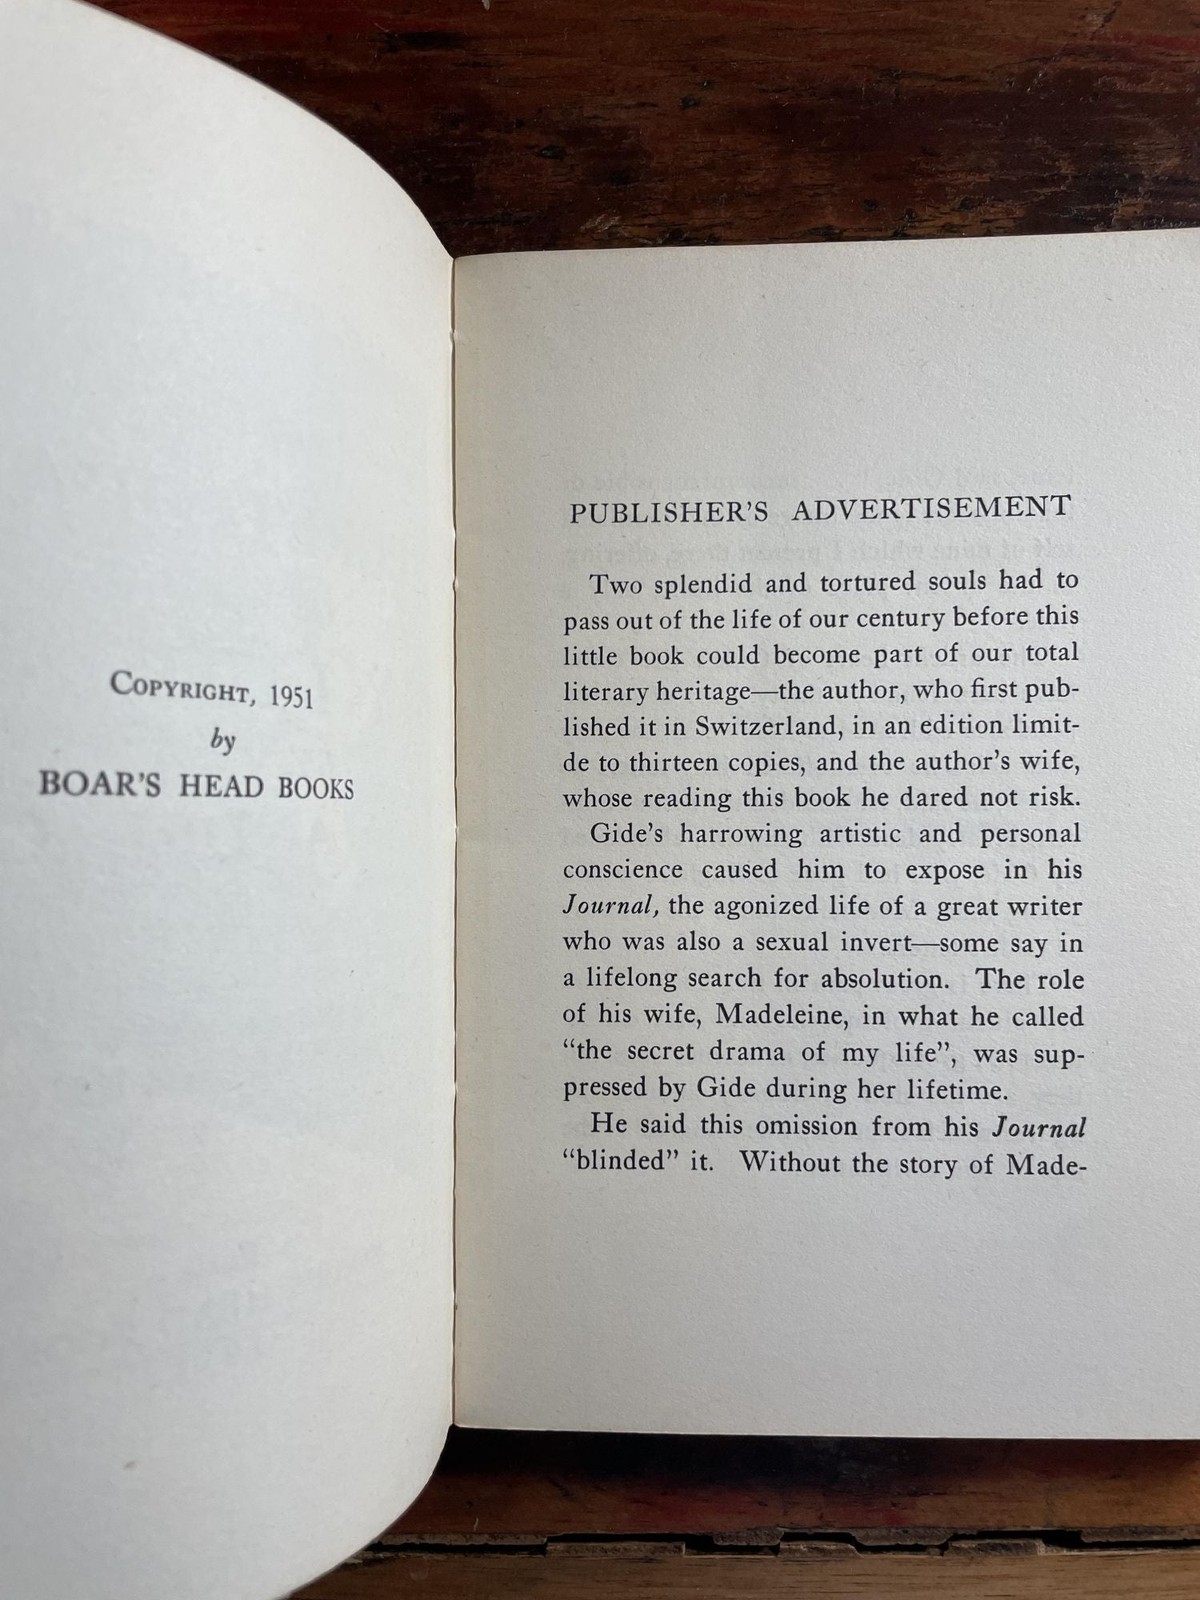 COPYRIGHT, 1951
by
BOAR'S HEAD BOOKS
PUBLISHER'S ADVERTISEMENT
Two splendid and tortured souls had to
pass out of the life of our century before this
little book could become part of our total
literary heritage—the author, who first pub-
lished it in Switzerland, in an edition limit-
de to thirteen copies, and the author's wife,
whose reading this book he dared not risk.
Gide's harrowing artistic and personal
conscience caused him to expose in his
Journal, the agonized life of a great writer
who was also a sexual invert—some say in
a lifelong search for absolution. The role
of his wife, Madeleine, in what he called
"the secret drama of my life", was sup-
pressed by Gide during her lifetime.
He said this omission from his Journal
"blinded" it. Without the story of Made-